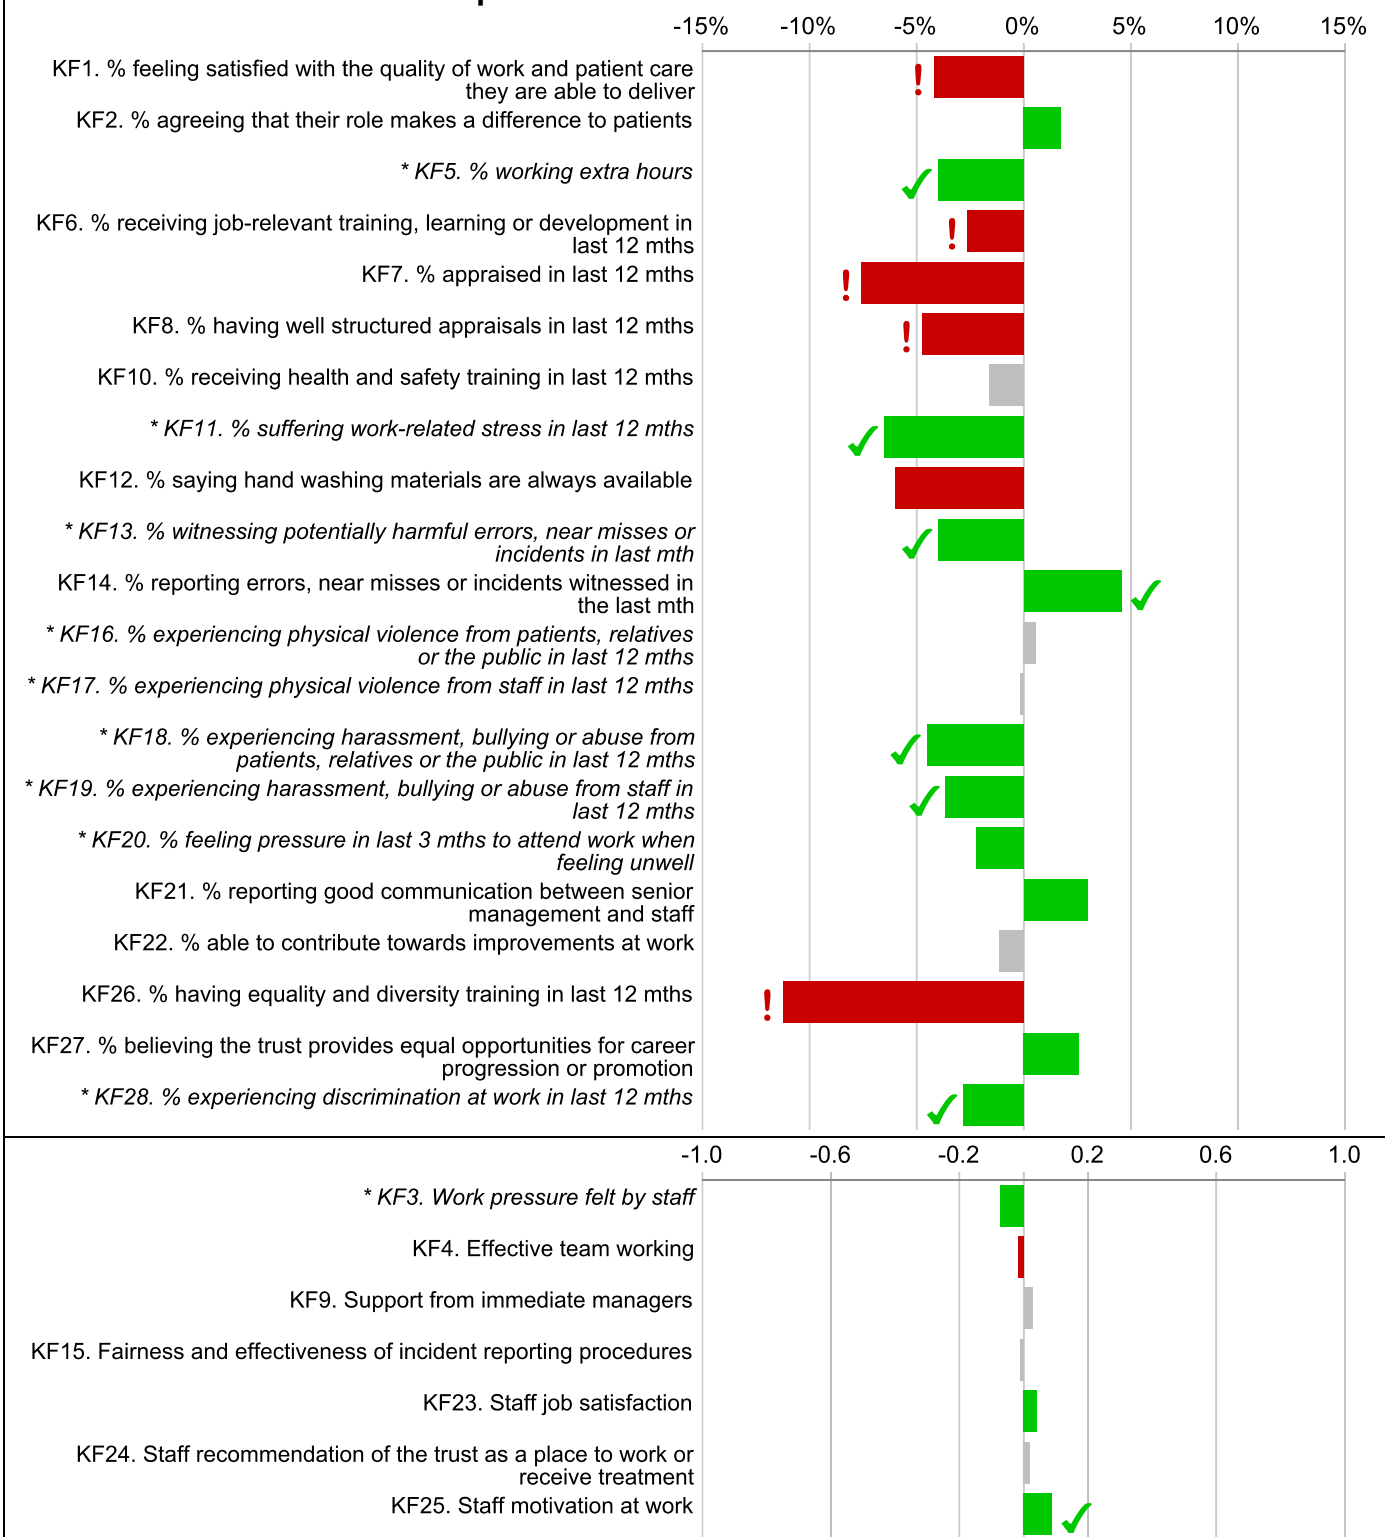 -15% -10% -5% 0% 5% 10% 15%
KF1. % feeling satisfied with the quality of work and patient care
they are able to deliver
!
KF2. % agreeing that their role makes a difference to patients
* KF5. % working extra hours
✓
KF6. % receiving job-relevant training, learning or development in
last 12 mths
!
KF7. % appraised in last 12 mths
!
KF8. % having well structured appraisals in last 12 mths
!
KF10. % receiving health and safety training in last 12 mths
* KF11. % suffering work-related stress in last 12 mths
✓
KF12. % saying hand washing materials are always available
* KF13. % witnessing potentially harmful errors, near misses or
incidents in last mth
✓
KF14. % reporting errors, near misses or incidents witnessed in
the last mth
✓
* KF16. % experiencing physical violence from patients, relatives
or the public in last 12 mths
* KF17. % experiencing physical violence from staff in last 12 mths
* KF18. % experiencing harassment, bullying or abuse from
patients, relatives or the public in last 12 mths
✓
* KF19. % experiencing harassment, bullying or abuse from staff in
last 12 mths
✓
* KF20. % feeling pressure in last 3 mths to attend work when
feeling unwell
KF21. % reporting good communication between senior
management and staff
KF22. % able to contribute towards improvements at work
KF26. % having equality and diversity training in last 12 mths
!
KF27. % believing the trust provides equal opportunities for career
progression or promotion
* KF28. % experiencing discrimination at work in last 12 mths
✓
-1.0 -0.6 -0.2 0.2 0.6 1.0
* KF3. Work pressure felt by staff
KF4. Effective team working
KF9. Support from immediate managers
KF15. Fairness and effectiveness of incident reporting procedures
KF23. Staff job satisfaction
KF24. Staff recommendation of the trust as a place to work or
receive treatment
KF25. Staff motivation at work
✓